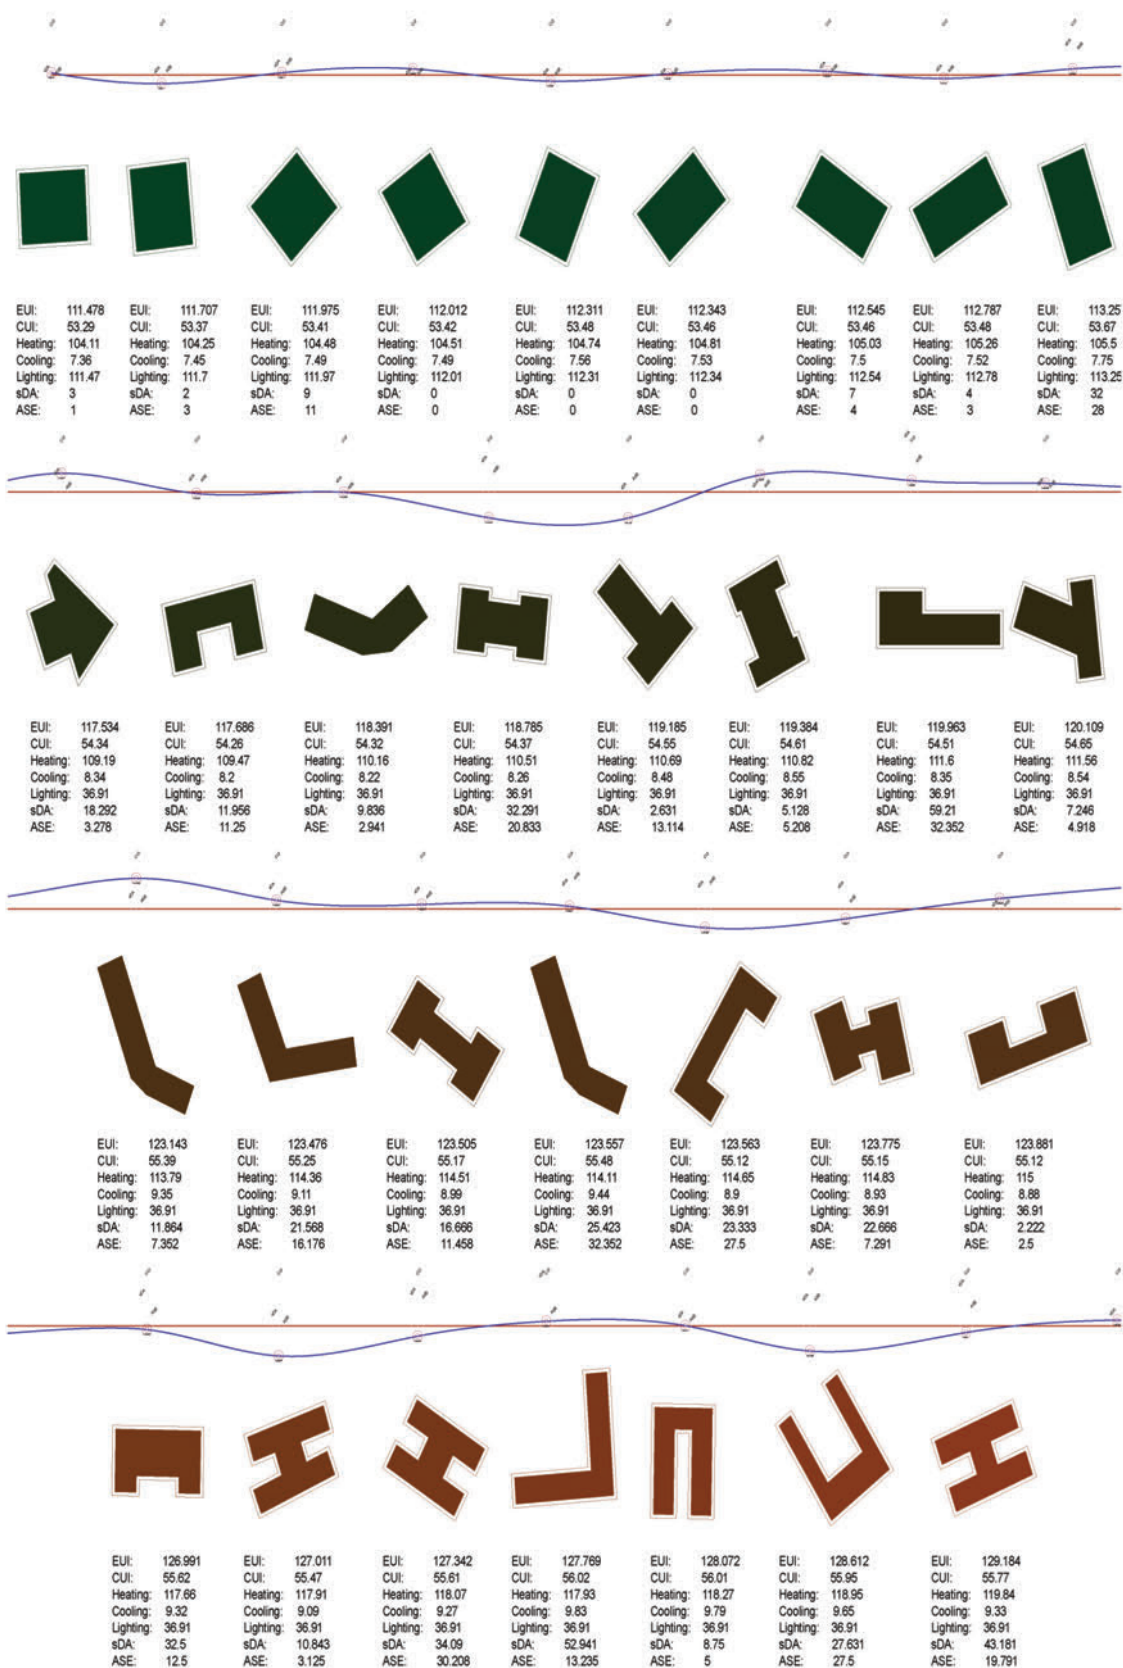 EUI: 111.478 EUI: 111.707 EUI: 111.975 EUI: 112.012 EUI: 112.311 EUI: 112.343 EUI: 112.545 EUI: 112.787 EUI: 113.25
CUI: 53.29 CUI: 53.37 CUI: 53.41 CUI: 53.42 CUI: 53.48 CUI: 53.46 CUI: 53.46 CUI: 53.48 CUI: 53.67
Heating: 104.11 Heating: 104.25 Heating: 104.48 Heating: 104.51 Heating: 104.74 Heating: 104.81 Heating: 105.03 Heating: 105.26 Heating: 105.5
Cooling: 7.36 Cooling: 7.45 Cooling: 7.49 Cooling: 7.49 Cooling: 7.56 Cooling: 7.53 Cooling: 7.5 Cooling: 7.52 Cooling: 7.75
Lighting: 111.47 Lighting: 111.7 Lighting: 111.97 Lighting: 112.01 Lighting: 112.31 Lighting: 112.34 Lighting: 112.54 Lighting: 112.78 Lighting: 113.25
sDA: 3 sDA: 2 sDA: 9 sDA: 0 sDA: 0 sDA: 0 sDA: 7 sDA: 4 sDA: 32
ASE: 1 ASE: 3 ASE: 11 ASE: 0 ASE: 0 ASE: 0 ASE: 4 ASE: 3 ASE: 28
EUI: 117.534 EUI: 117.686 EUI: 118.391 EUI: 118.785 EUI: 119.185 EUI: 119.384 EUI: 119.963 EUI: 120.109
CUI: 54.34 CUI: 54.26 CUI: 54.32 CUI: 54.37 CUI: 54.55 CUI: 54.61 CUI: 54.51 CUI: 54.65
Heating: 109.19 Heating: 109.47 Heating: 110.16 Heating: 110.51 Heating: 110.69 Heating: 110.82 Heating: 111.6 Heating: 111.56
Cooling: 8.34 Cooling: 8.2 Cooling: 8.22 Cooling: 8.26 Cooling: 8.48 Cooling: 8.55 Cooling: 8.35 Cooling: 8.54
Lighting: 36.91 Lighting: 36.91 Lighting: 36.91 Lighting: 36.91 Lighting: 36.91 Lighting: 36.91 Lighting: 36.91 Lighting: 36.91
sDA: 18.292 sDA: 11.956 sDA: 9.836 sDA: 32.291 sDA: 2.631 sDA: 5.128 sDA: 59.21 sDA: 7.246
ASE: 3.278 ASE: 11.25 ASE: 2.941 ASE: 20.833 ASE: 13.114 ASE: 5.208 ASE: 32.352 ASE: 4.918
EUI: 123.143 EUI: 123.476 EUI: 123.505 EUI: 123.557 EUI: 123.563 EUI: 123.775 EUI: 123.881
CUI: 55.39 CUI: 55.25 CUI: 55.17 CUI: 55.48 CUI: 55.12 CUI: 55.15 CUI: 55.12
Heating: 113.79 Heating: 114.36 Heating: 114.51 Heating: 114.11 Heating: 114.65 Heating: 114.83 Heating: 115
Cooling: 9.35 Cooling: 9.11 Cooling: 8.99 Cooling: 9.44 Cooling: 8.9 Cooling: 8.93 Cooling: 8.88
Lighting: 36.91 Lighting: 36.91 Lighting: 36.91 Lighting: 36.91 Lighting: 36.91 Lighting: 36.91 Lighting: 36.91
sDA: 11.864 sDA: 21.568 sDA: 16.666 sDA: 25.423 sDA: 23.333 sDA: 22.666 sDA: 2.222
ASE: 7.352 ASE: 16.176 ASE: 11.458 ASE: 32.352 ASE: 27.5 ASE: 7.291 ASE: 2.5
EUI: 126.991 EUI: 127.011 EUI: 127.342 EUI: 127.769 EUI: 128.072 EUI: 128.612 EUI: 129.184
CUI: 55.62 CUI: 55.47 CUI: 55.61 CUI: 56.02 CUI: 56.01 CUI: 55.95 CUI: 55.77
Heating: 117.66 Heating: 117.91 Heating: 118.07 Heating: 117.93 Heating: 118.27 Heating: 118.95 Heating: 119.84
Cooling: 9.32 Cooling: 9.09 Cooling: 9.27 Cooling: 9.83 Cooling: 9.79 Cooling: 9.65 Cooling: 9.33
Lighting: 36.91 Lighting: 36.91 Lighting: 36.91 Lighting: 36.91 Lighting: 36.91 Lighting: 36.91 Lighting: 36.91
sDA: 32.5 sDA: 10.843 sDA: 34.09 sDA: 52.941 sDA: 8.75 sDA: 27.631 sDA: 43.181
ASE: 12.5 ASE: 3.125 ASE: 30.208 ASE: 13.235 ASE: 5 ASE: 27.5 ASE: 19.791